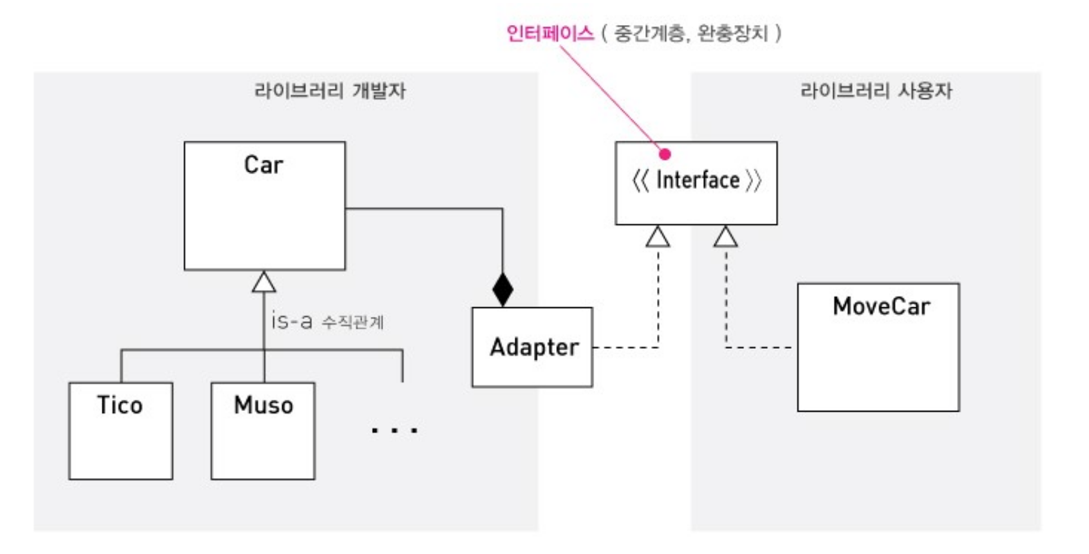 인터페이스 ( 중간계층, 완충장치 )
라이브러리 개발자
라이브러리 사용자
Car
《 Interface 》
is-a 수직관계
MoveCar
Adapter
Tico
Muso
...